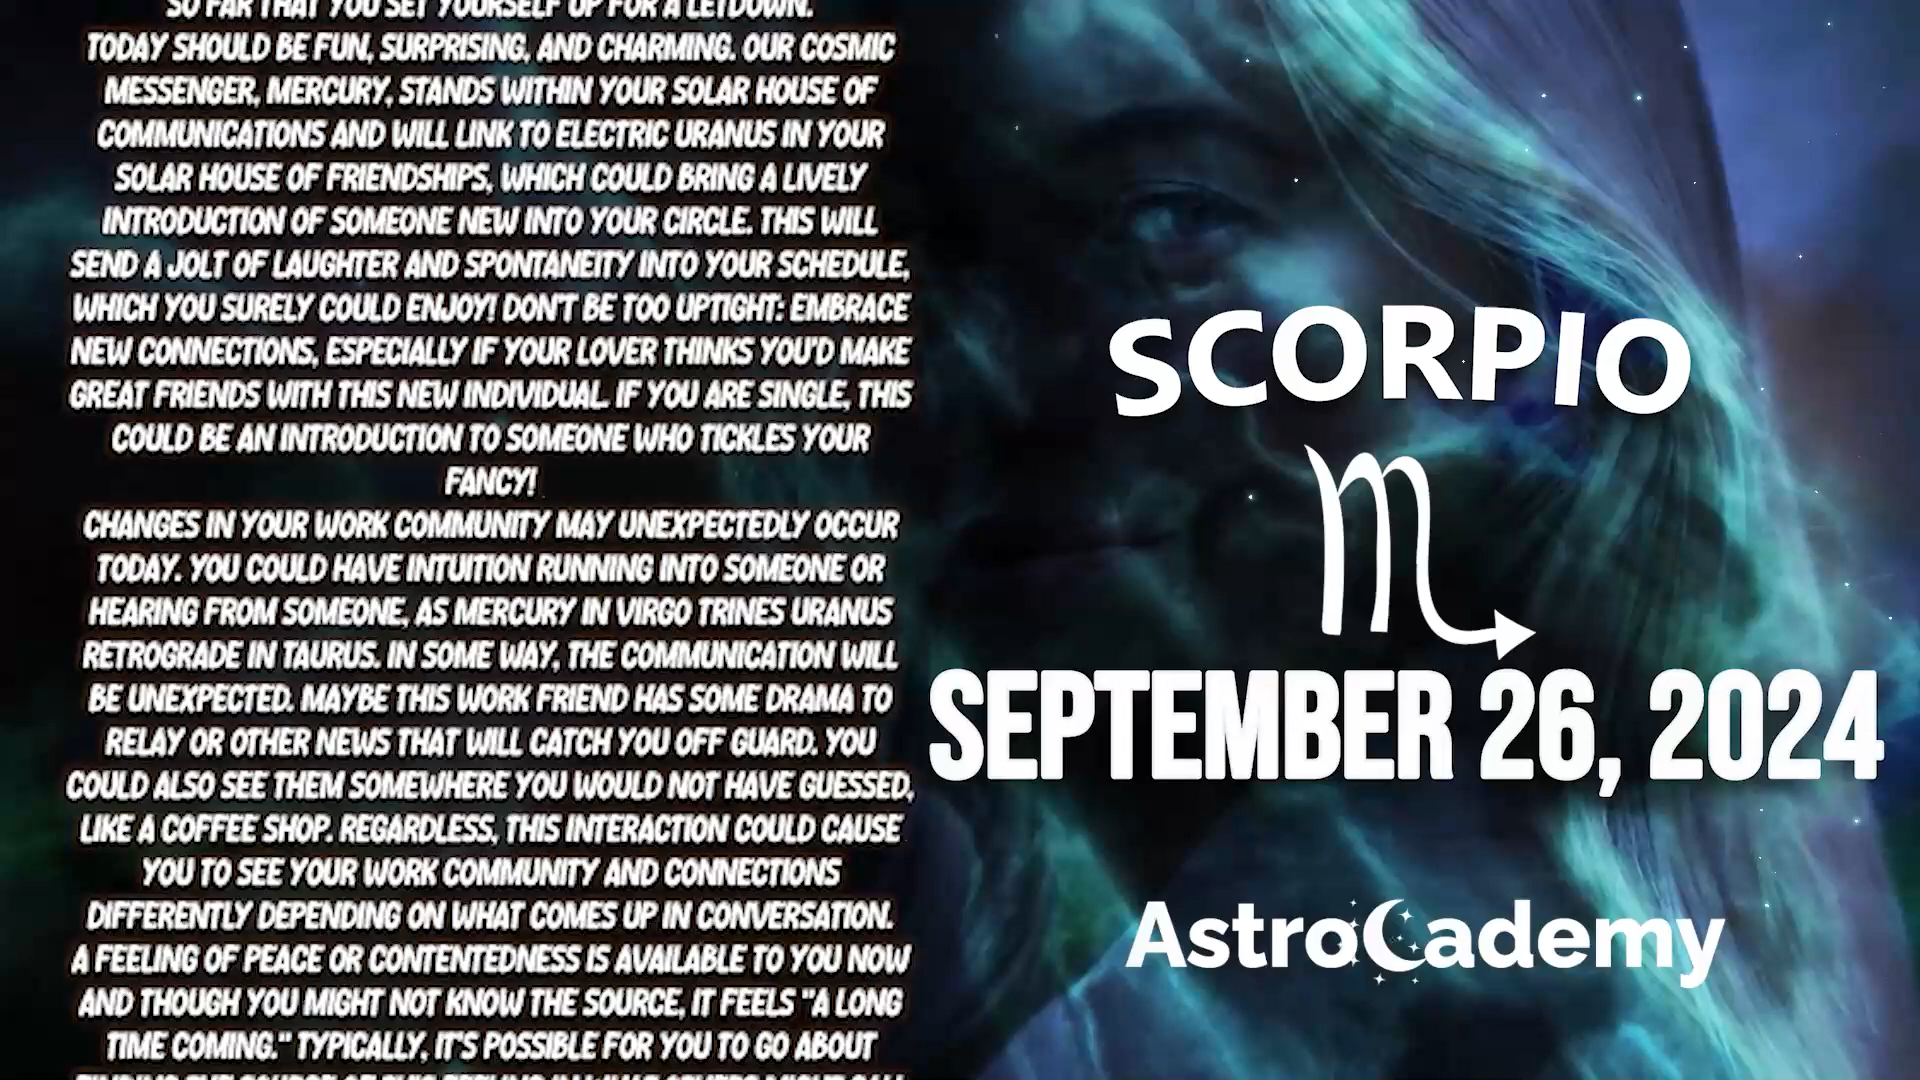 SO FAR THAT YOU SET YOURSELF UP FOR A LETDOWN.
TODAY SHOULD BE FUN, SURPRISING, AND CHARMING. OUR COSMIC
MESSENGER, MERCURY, STANDS WITHIN YOUR SOLAR HOUSE OF
COMMUNICATIONS AND WILL LINK TO ELECTRIC URANUS IN YOUR
SOLAR HOUSE OF FRIENDSHIPS, WHICH COULD BRING A LIVELY
INTRODUCTION OF SOMEONE NEW INTO YOUR CIRCLE. THIS WILL
SEND A JOLT OF LAUGHTER AND SPONTANEITY INTO YOUR SCHEDULE,
WHICH YOU SURELY COULD ENJOY! DON'T BE TOO UPTIGHT: EMBRACE
NEW CONNECTIONS, ESPECIALLY IF YOUR LOVER THINKS YOU'D MAKE
GREAT FRIENDS WITH THIS NEW INDIVIDUAL. IF YOU ARE SINGLE, THIS
COULD BE AN INTRODUCTION TO SOMEONE WHO TICKLES YOUR
FANCY!
CHANGES IN YOUR WORK COMMUNITY MAY UNEXPECTEDLY OCCUR
TODAY. YOU COULD HAVE INTUITION RUNNING INTO SOMEONE OR
HEARING FROM SOMEONE, AS MERCURY IN VIRGO TRINES URANUS
RETROGRADE IN TAURUS. IN SOME WAY, THE COMMUNICATION WILL
BE UNEXPECTED. MAYBE THIS WORK FRIEND HAS SOME DRAMA TO
RELAY OR OTHER NEWS THAT WILL CATCH YOU OFF GUARD. YOU
COULD ALSO SEE THEM SOMEWHERE YOU WOULD NOT HAVE GUESSED,
LIKE A COFFEE SHOP. REGARDLESS, THIS INTERACTION COULD CAUSE
YOU TO SEE YOUR WORK COMMUNITY AND CONNECTIONS
DIFFERENTLY DEPENDING ON WHAT COMES UP IN CONVERSATION.
A FEELING OF PEACE OR CONTENTEDNESS IS AVAILABLE TO YOU NOW
AND THOUGH YOU MIGHT NOT KNOW THE SOURCE, IT FEELS "A LONG
TIME COMING." TYPICALLY, IT'S POSSIBLE FOR YOU TO GO ABOUT
SCORPIO
SEPTEMBER 26, 2024
AstroCademy